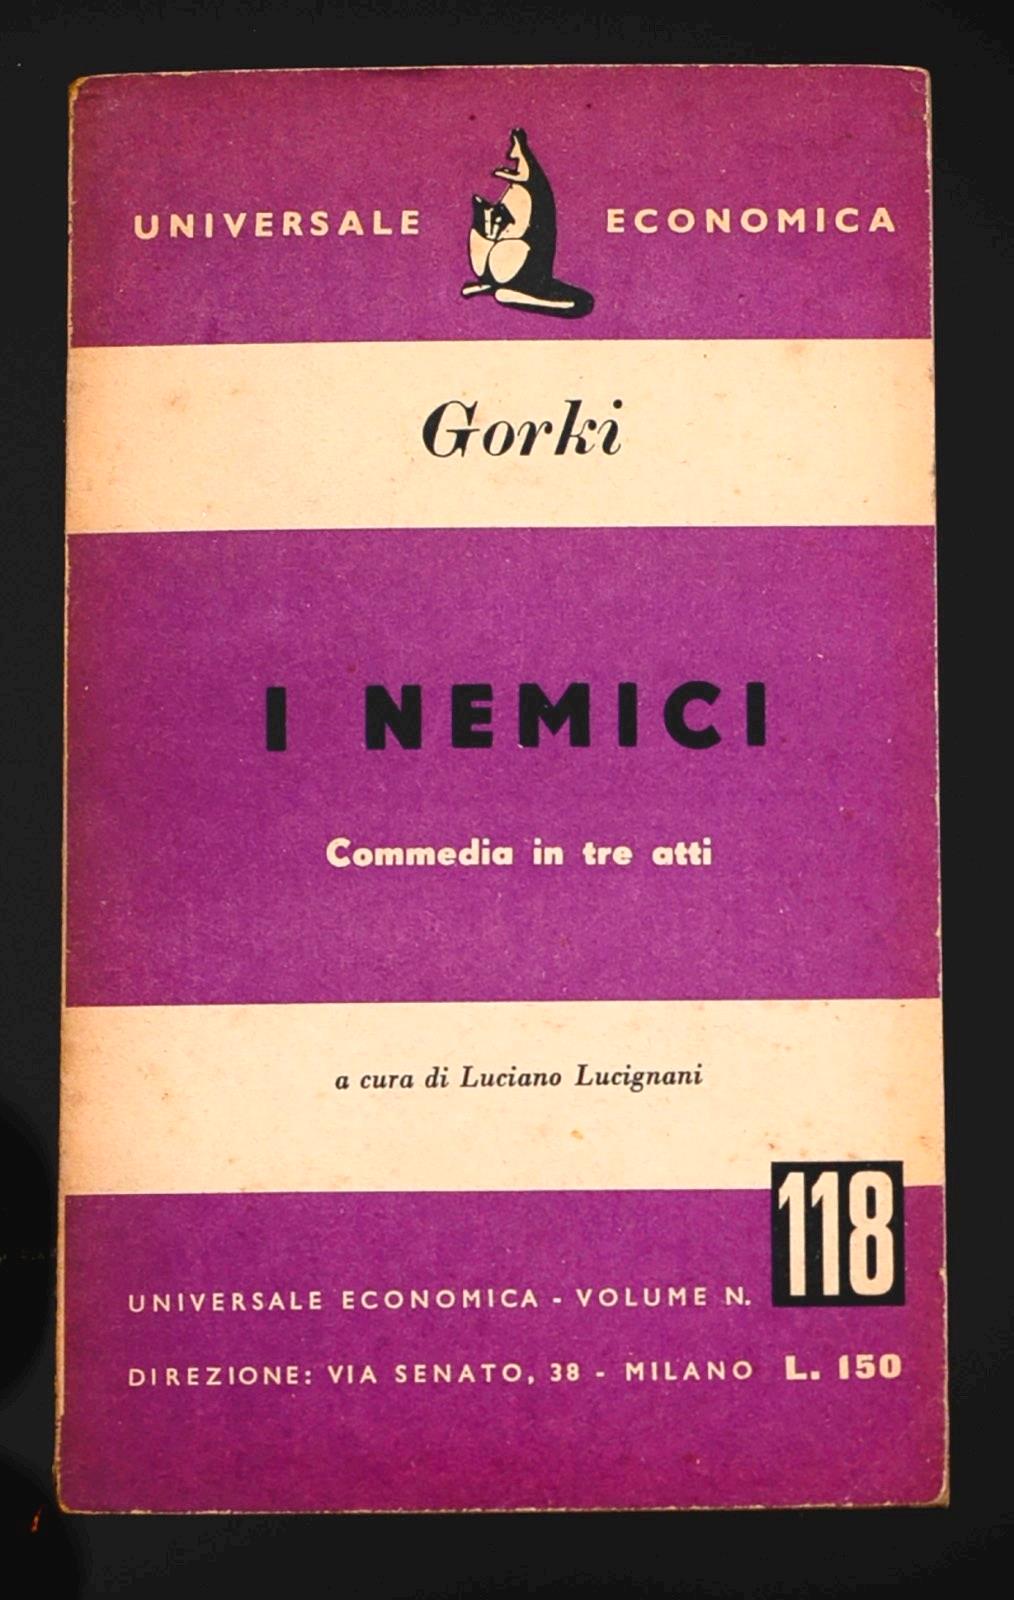 UNIVERSALE ECONOMICA
Gorki
I NEMICI
Commedia in tre atti
a cura di Luciano Lucignani
118
UNIVERSALE ECONOMICA - VOLUME N.
DIREZIONE: VIA SENATO, 38 - MILANO L. 150